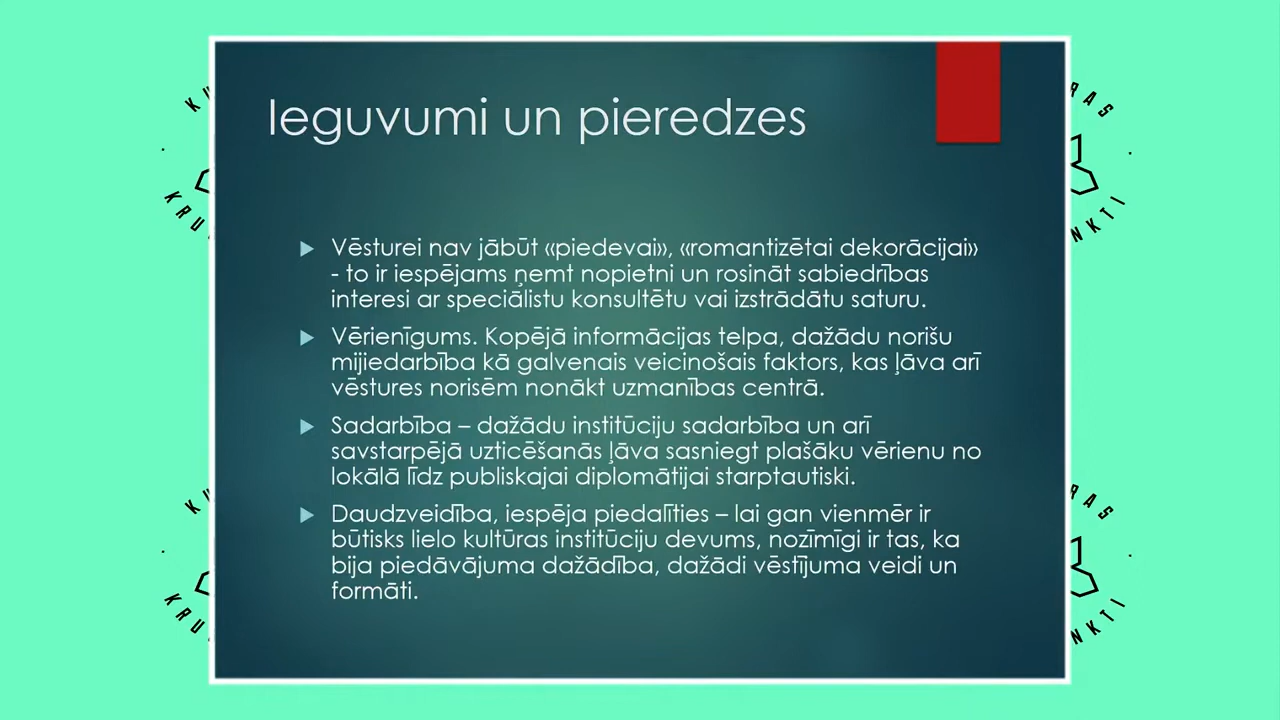 Ieguvumi un pieredzes
Vēsturei nav jābūt «piedevai», «romantizētai dekorācijai»
- to ir iespējams ņemt nopietni un rosināt sabiedrības
interesi ar speciālistu konsultētu vai izstrādātu saturu.
Vērienīgums. Kopējā informācijas telpa, dažādu norišu
mijiedarbība kā galvenais veicinošais faktors, kas ļāva arī
vēstures norisēm nonākt uzmanības centrā.
Sadarbība – dažādu institūciju sadarbība un arī
savstarpējā uzticēšanās ļāva sasniegt plašāku vērienu no
lokālā līdz publiskajai diplomātijai starptautiski.
Daudzveidība, iespēja piedalīties – lai gan vienmēr ir
būtisks lielo kultūras institūciju devums, nozīmīgi ir tas, ka
bija piedāvājuma dažādība, dažādi vēstījuma veidi un
formāti.